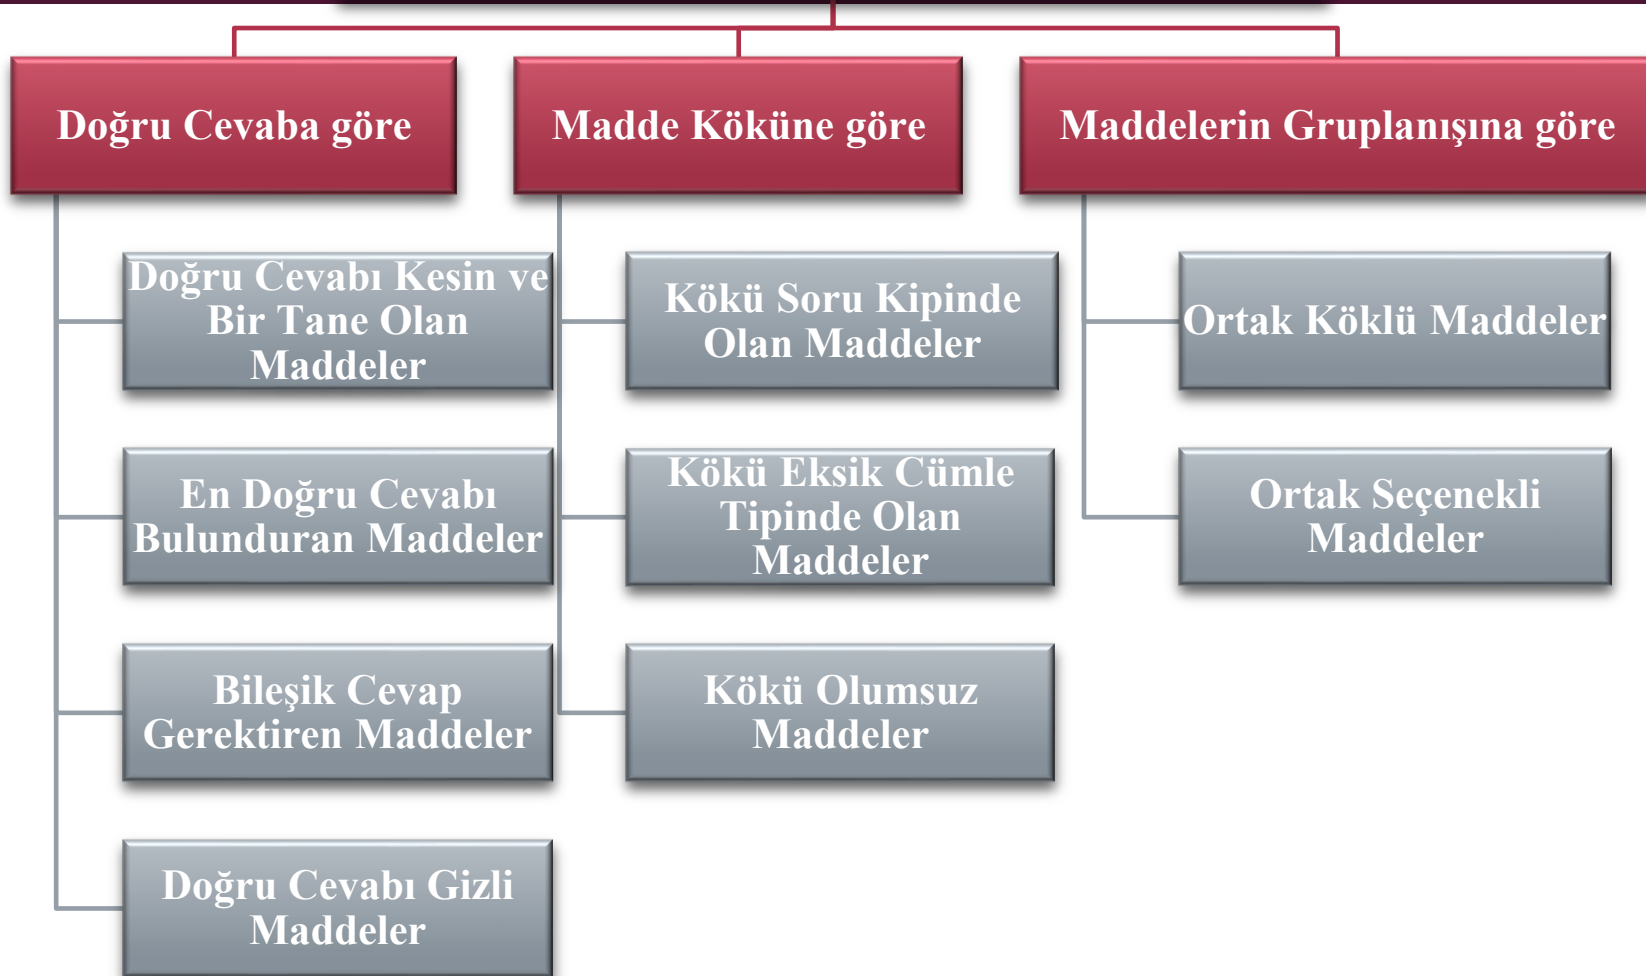 Doğru Cevaba göre
Madde Köküne göre
Maddelerin Gruplanışına göre
Doğru Cevabı Kesin ve
Bir Tane Olan
Maddeler
En Doğru Cevabı
Bulunduran Maddeler
Bileşik Cevap
Gerektiren Maddeler
Doğru Cevabı Gizli
Maddeler
Kökü Soru Kipinde
Olan Maddeler
Kökü Eksik Cümle
Tipinde Olan
Maddeler
Kökü Olumsuz
Maddeler
Ortak Köklü Maddeler
Ortak Seçenekli
Maddeler